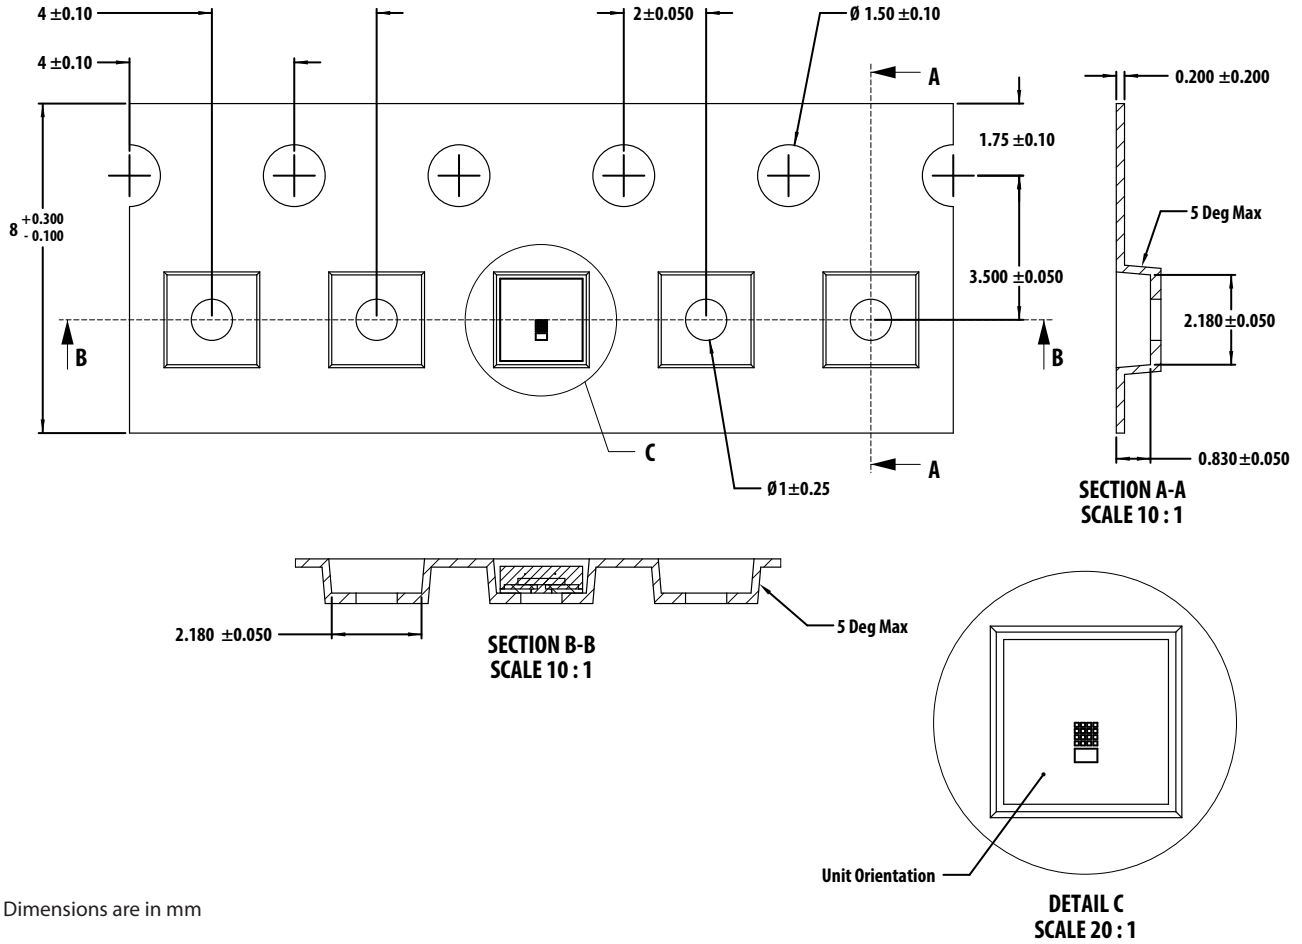 4 ±0.10
2±0.050
Ø 1.50 ±0.10
4 ±0.10
A
0.200 ±0.200
1.75 ±0.10
8 +0.300
- 0.100
5 Deg Max
3.500 ±0.050
2.180 ±0.050
B
B
C
A
0.830 ±0.050
Ø1±0.25
SECTION A-A
SCALE 10 : 1
2.180 ±0.050
5 Deg Max
SECTION B-B
SCALE 10 : 1
Unit Orientation
DETAIL C
SCALE 20 : 1
Dimensions are in mm